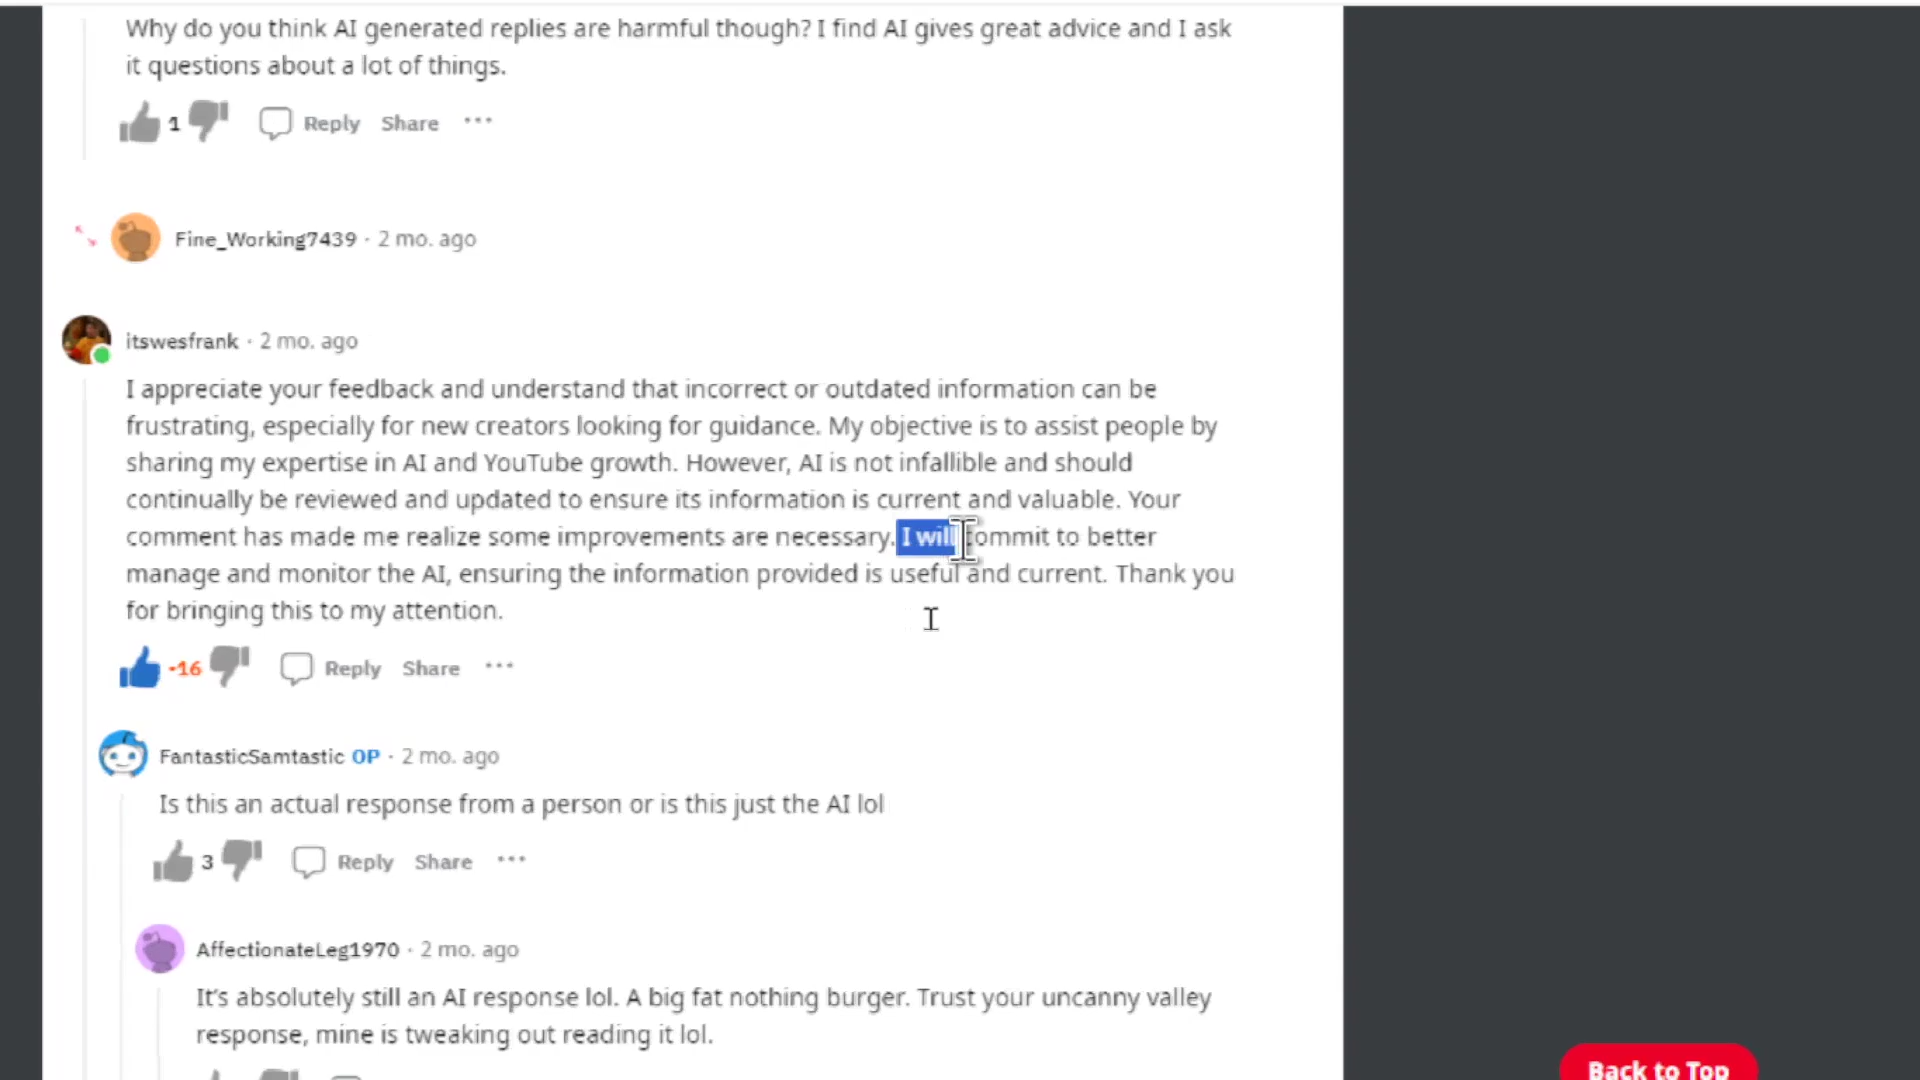 Why do you think AI generated replies are harmful though? I find AI gives great advice and I ask
it questions about a lot of things.
1 Reply Share ···
Fine_Working7439 · 2 mo. ago
itswesfrank · 2 mo. ago
I appreciate your feedback and understand that incorrect or outdated information can be
frustrating, especially for new creators looking for guidance. My objective is to assist people by
sharing my expertise in AI and YouTube growth. However, AI is not infallible and should
continually be reviewed and updated to ensure its information is current and valuable. Your
comment has made me realize some improvements are necessary. I will commit to better
manage and monitor the AI, ensuring the information provided is useful and current. Thank you
for bringing this to my attention.
-16 Reply Share ···
FantasticSamtastic OP · 2 mo. ago
Is this an actual response from a person or is this just the AI lol
3 Reply Share ···
AffectionateLeg1970 · 2 mo. ago
It's absolutely still an AI response lol. A big fat nothing burger. Trust your uncanny valley
response, mine is tweaking out reading it lol.
Back to Top